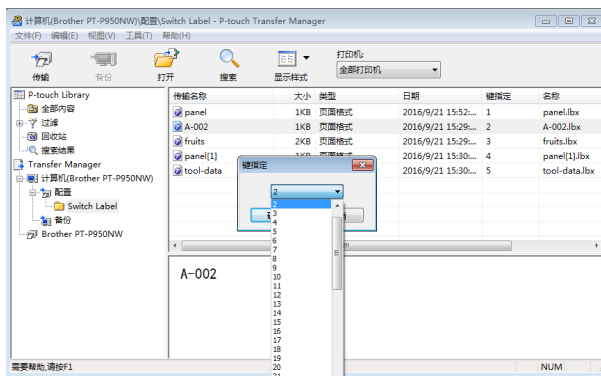 计算机(Brother PT-P950NW)\配置\Switch Label - P-touch Transfer Manager
文件(F) 编辑(E) 视图(V) 工具(T) 帮助(H)
传输 备份 打开 搜索 显示样式 打印机: 全部打印机
P-touch Library
全部内容
过滤
回收站
搜索结果
Transfer Manager
计算机(Brother PT-P950NW)
配置
Switch Label
备份
Brother PT-P950NW
传输名称 大小 类型 日期 键指定 名称
panel 1KB 页面格式 2016/9/21 15:52:... 1 panel.lbx
A-002 1KB 页面格式 2016/9/21 15:29:... 2 A-002.lbx
fruits 2KB 页面格式 2016/9/21 15:29:... 3 fruits.lbx
panel[1] 1KB 页面格式 2016/9/21 15:30:... 4 panel[1].lbx
tool-data 2016/9/21 15:30:... 5 tool-data.lbx
键指定
2
2
3
4
5
6
7
8
9
10
11
12
13
14
15
16
17
18
19
20
A-002
需要帮助,请按F1
NUM